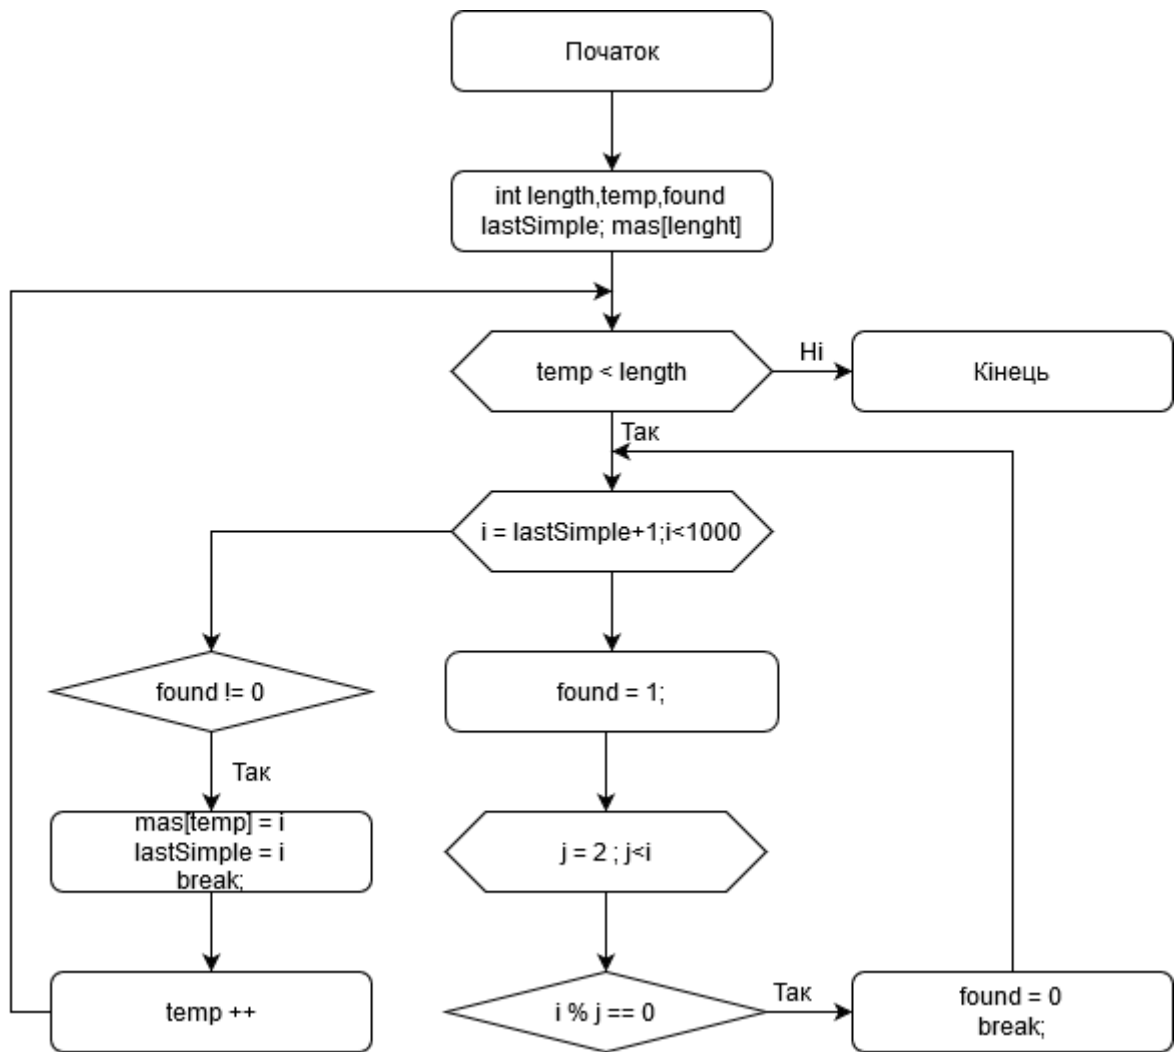 Початок
int length,temp,found
lastSimple; mas[lenght]
temp < length
Ні
Кінець
Так
i = lastSimple+1;i<1000
found != 0
found = 1;
Так
mas[temp] = i
lastSimple = i
break;
j = 2 ; j<i
temp ++
i % j == 0
Так
found = 0
break;